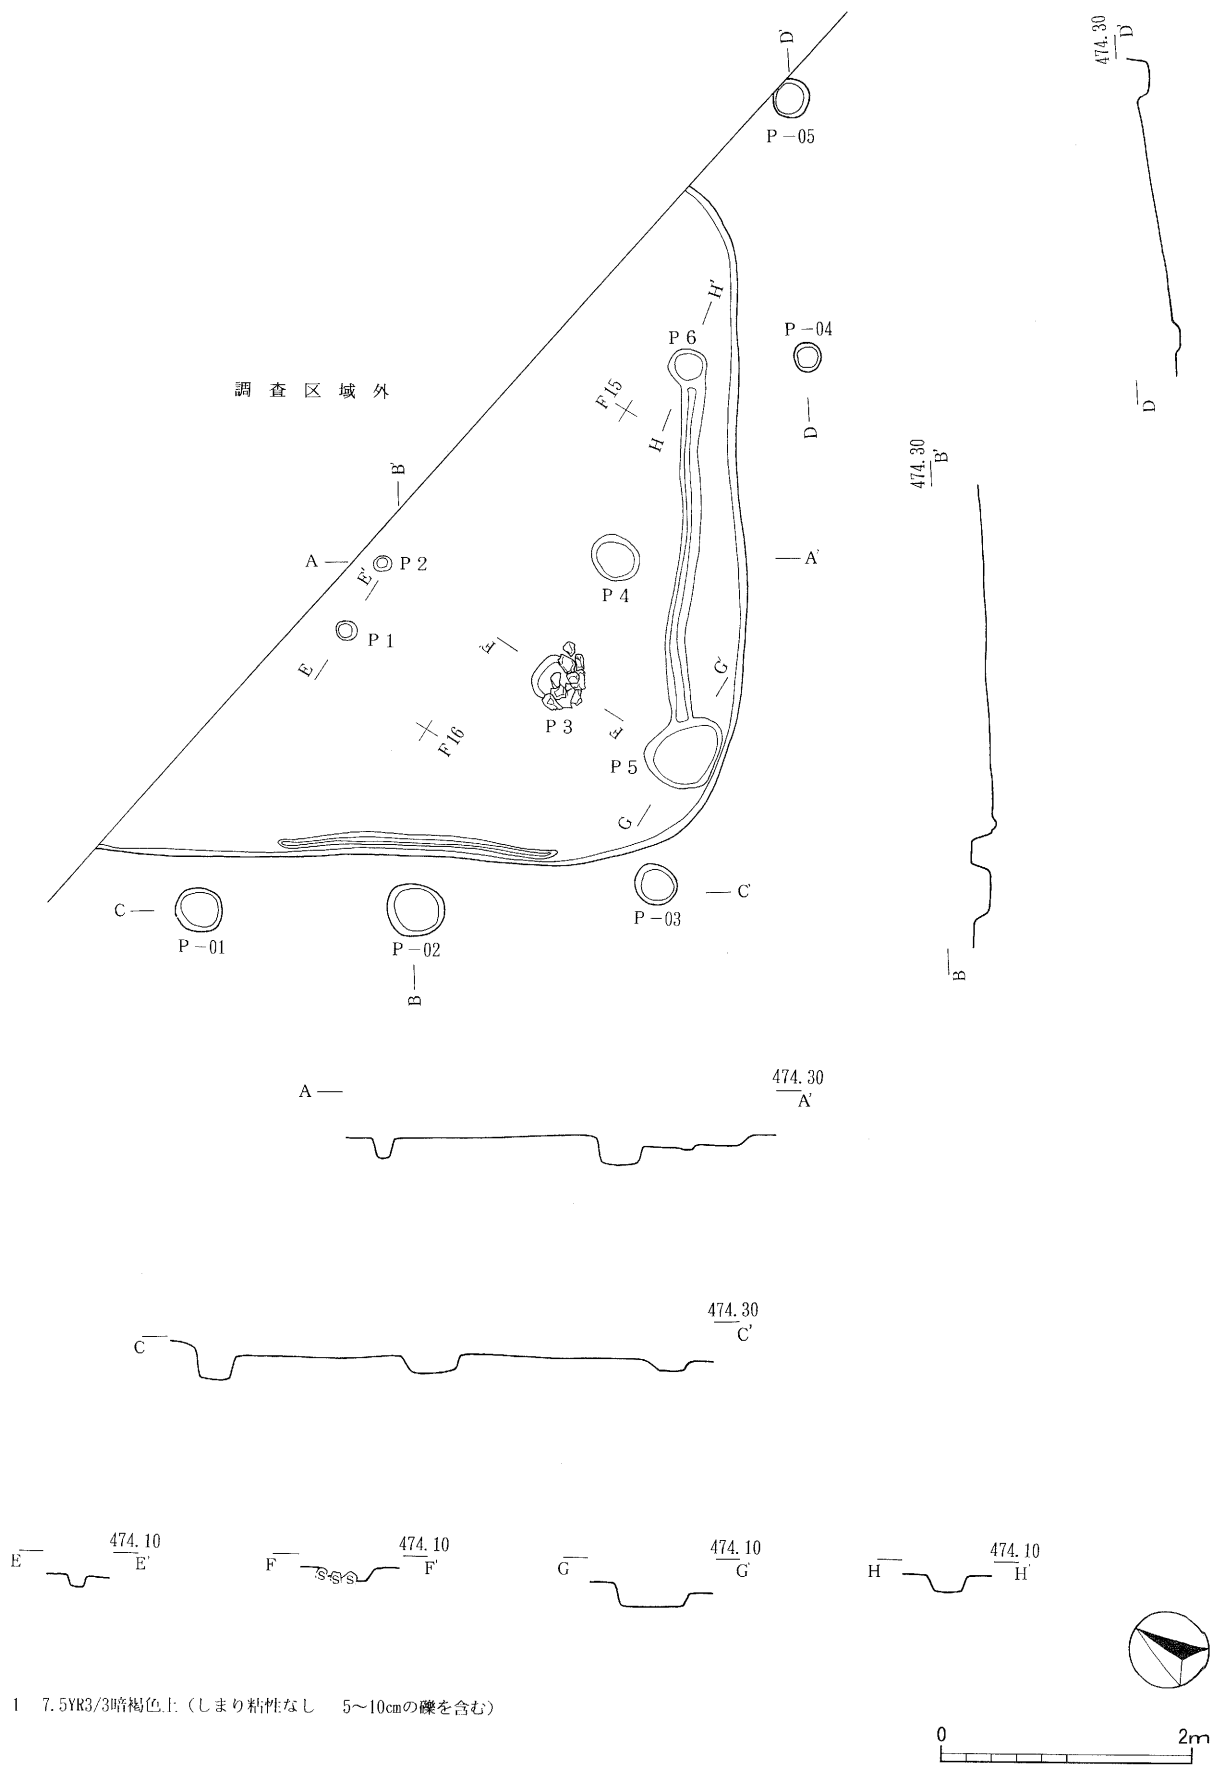 474.30
D'
D'
P-05
H'
P 6
P-04
調査区域外
F15
H
D
D
B'
474.30
B'
A
P 2
A'
E'
P 4
P 1
E
F'
G'
P 3
F
F16
P 5
G
C
P-01
P-02
P-03
C'
B
B
A
474.30
A'
474.30
C
C'
E
474.10
E'
F
474.10
F'
G
474.10
G'
H
474.10
H'
1 7.5YR3/3暗褐色土（しまり粘性なし 5～10cmの礫を含む）
S S S
0 2m